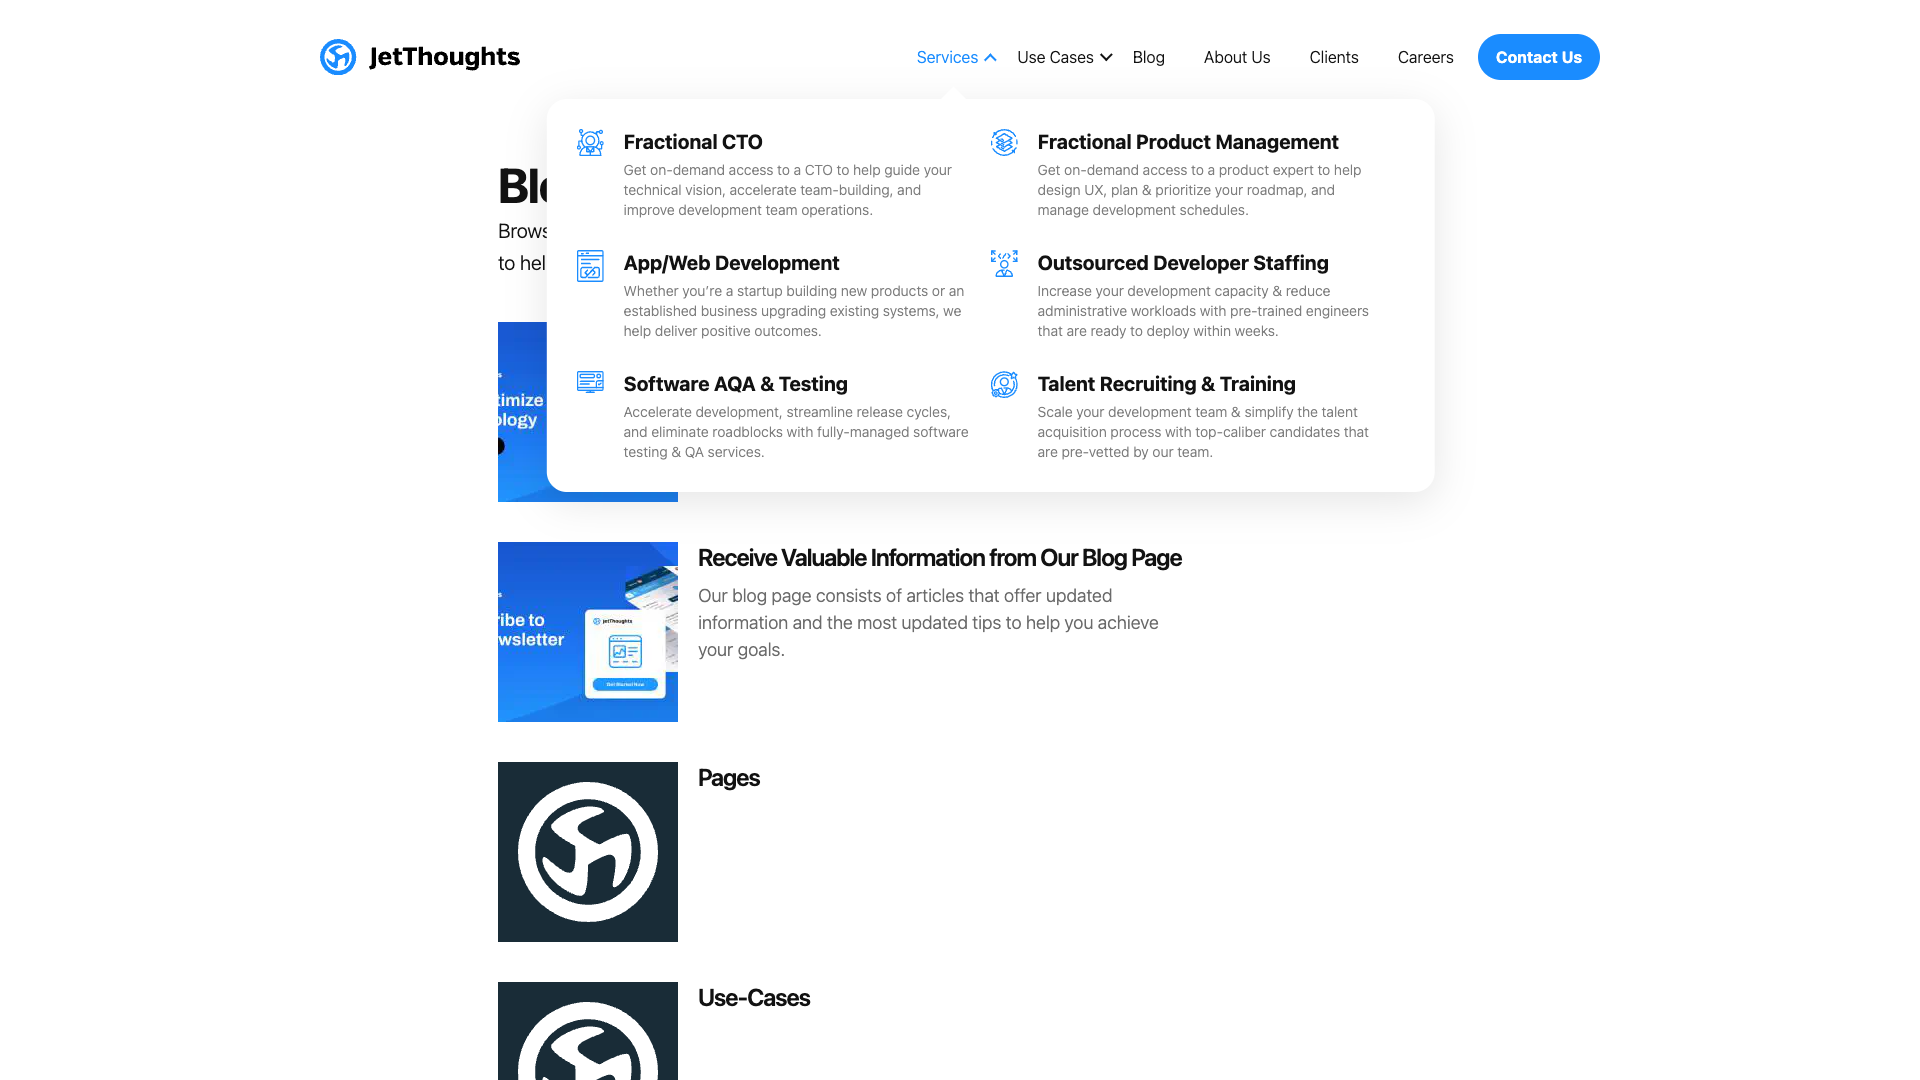 JetThoughts
Services
Use Cases
Blog
About Us
Clients
Careers
Contact Us
Fractional CTO
Get on-demand access to a CTO to help guide your
technical vision, accelerate team-building, and
improve development team operations.
Fractional Product Management
Get on-demand access to a product expert to help
design UX, plan & prioritize your roadmap, and
manage development schedules.
App/Web Development
Whether you’re a startup building new products or an
established business upgrading existing systems, we
help deliver positive outcomes.
Outsourced Developer Staffing
Increase your development capacity & reduce
administrative workloads with pre-trained engineers
that are ready to deploy within weeks.
Software AQA & Testing
Accelerate development, streamline release cycles,
and eliminate roadblocks with fully-managed software
testing & QA services.
Talent Recruiting & Training
Scale your development team & simplify the talent
acquisition process with top-caliber candidates that
are pre-vetted by our team.
to hel
timize
ology
ribe to
wsletter
JetThoughts
Get Started Now
Receive Valuable Information from Our Blog Page
Our blog page consists of articles that offer updated
information and the most updated tips to help you achieve
your goals.
Pages
Use-Cases